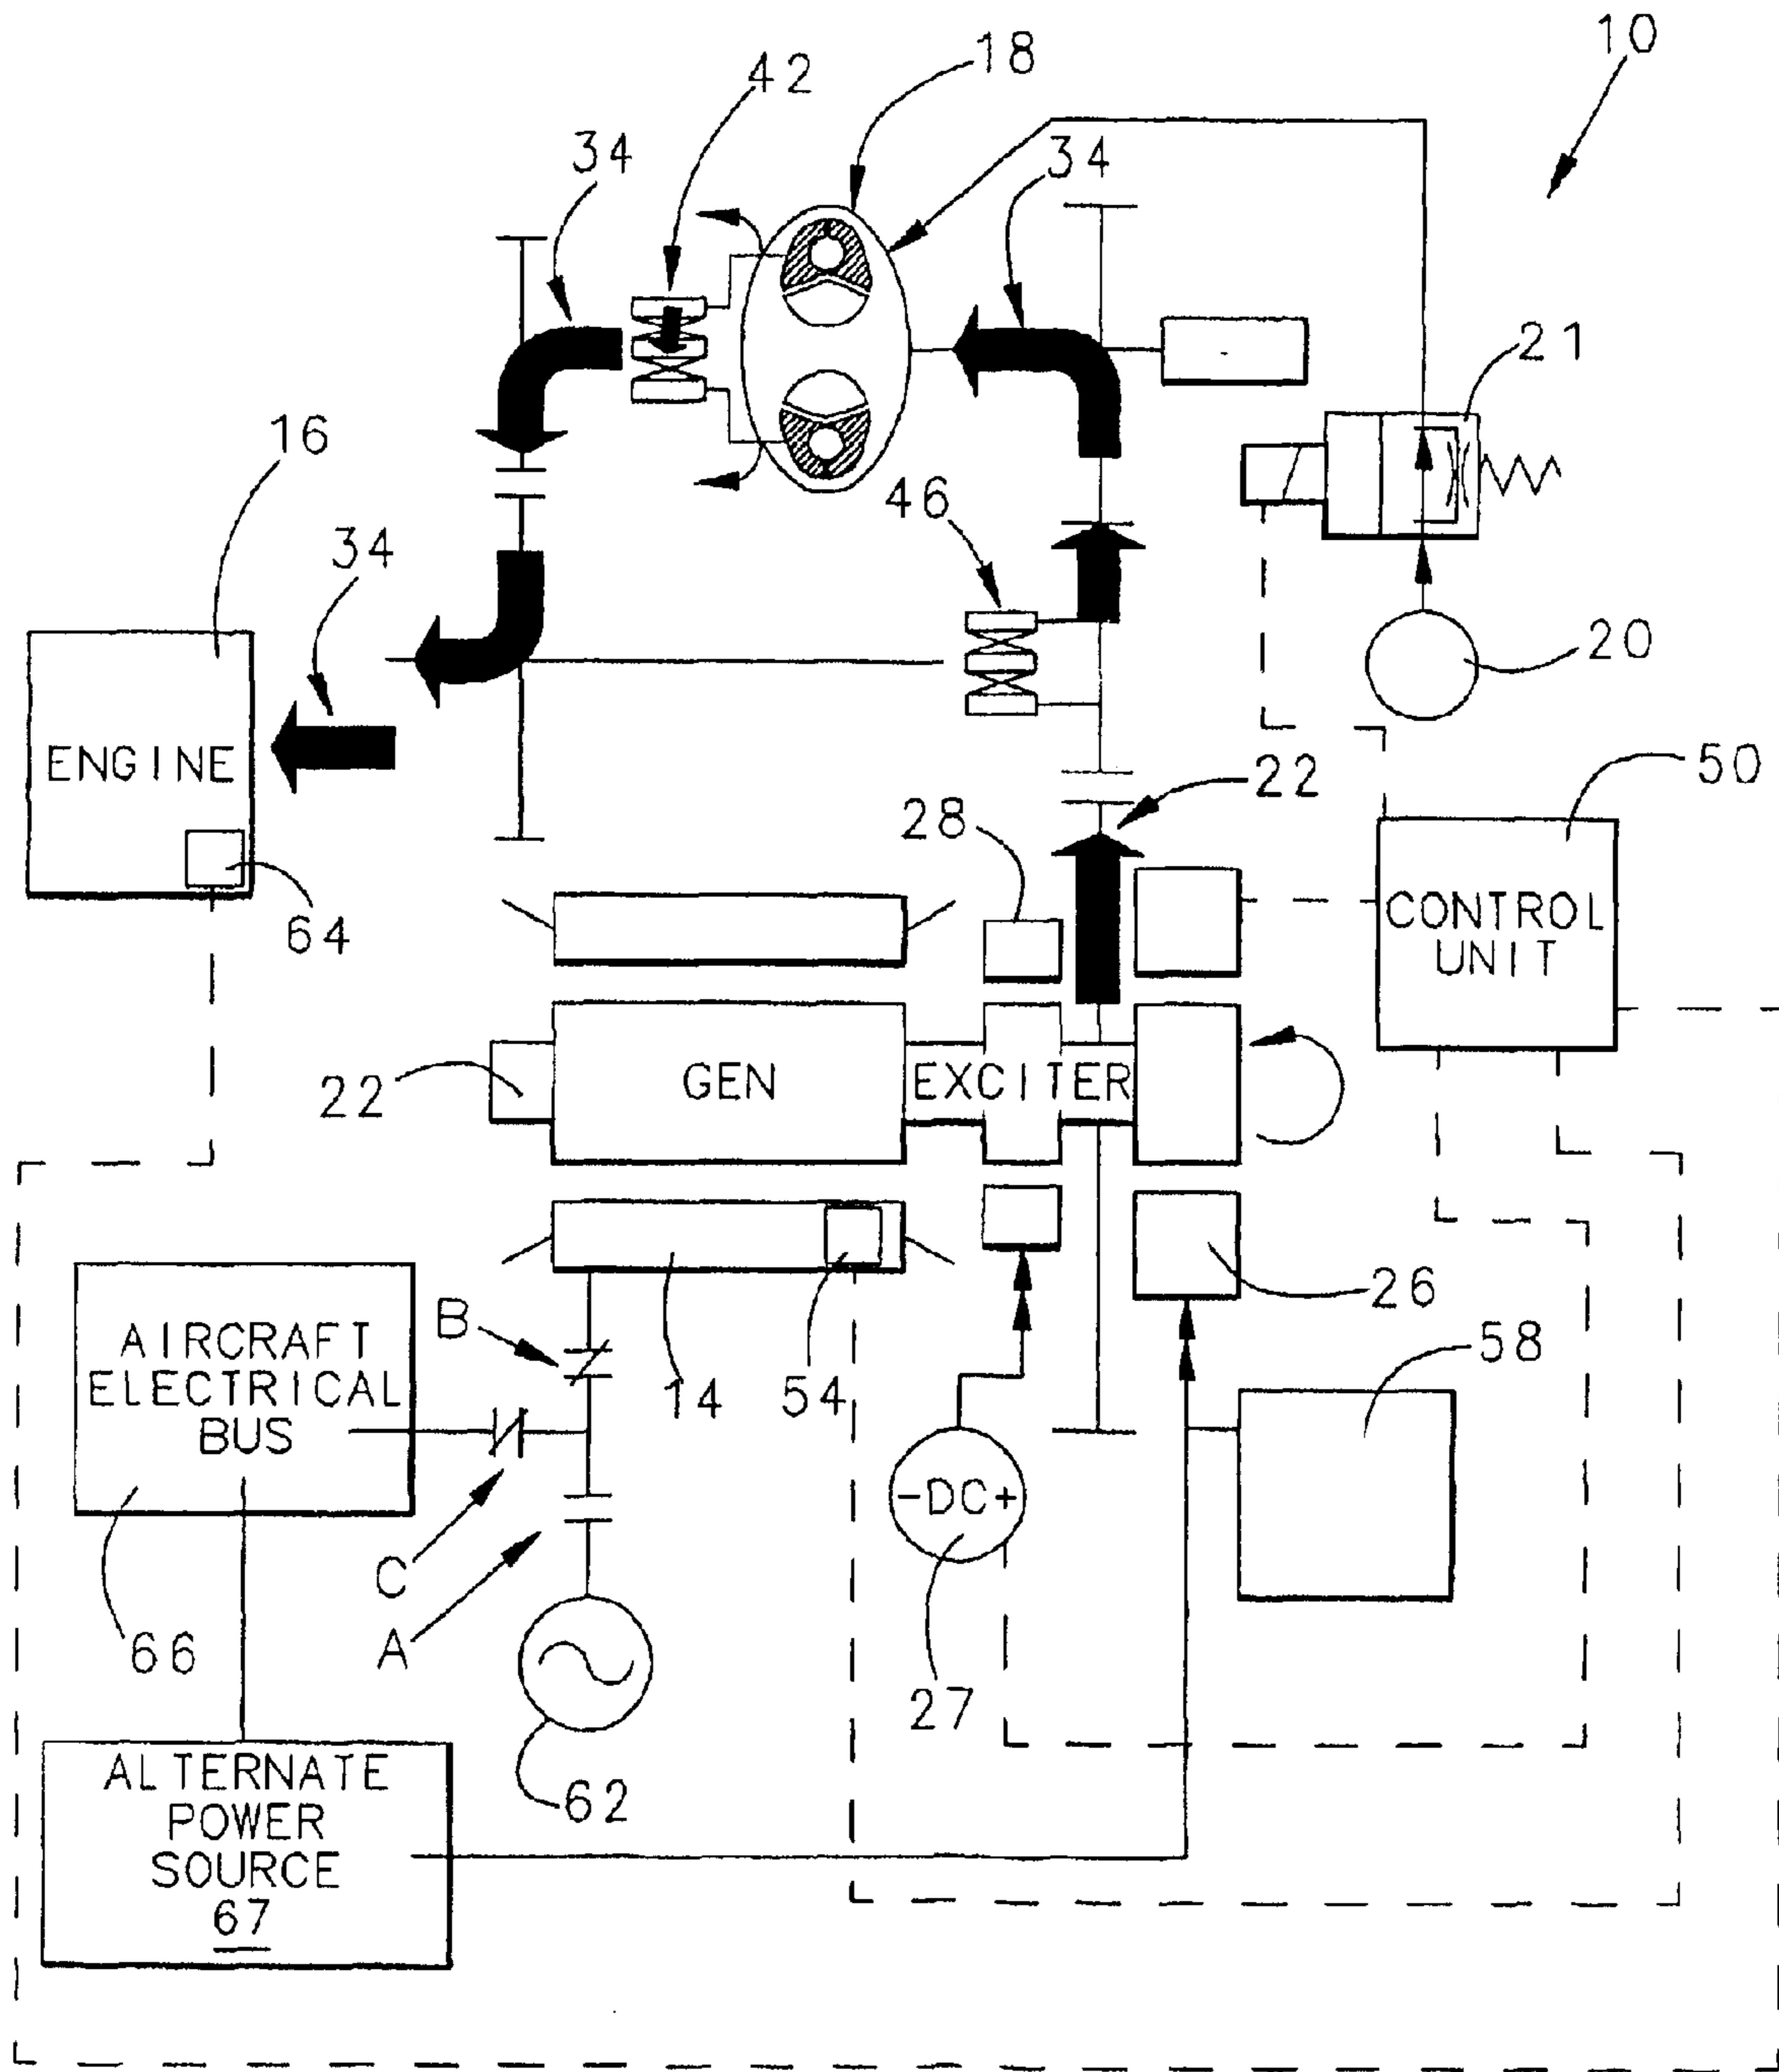 10
18
42
34
34
21
16
46
34
20
ENGINE
50
22
28
64
CONTROL
UNIT
22
GEN
EXCITER
26
AIRCRAFT
ELECTRICAL
BUS
B
14
54
58
-DC+
C
A
66
27
62
ALTERNATE
POWER
SOURCE
67